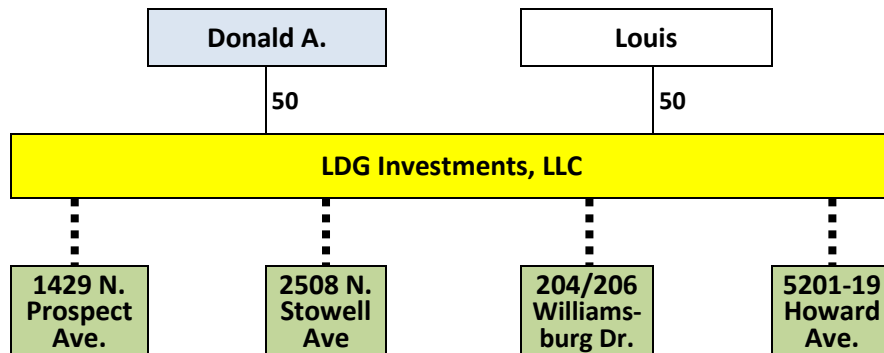 Donald A.
Louis
50
50
LDG Investments, LLC
1429 N.
Prospect
Ave.
2508 N.
Stowell
Ave
204/206
Williams-
burg Dr.
5201-19
Howard
Ave.